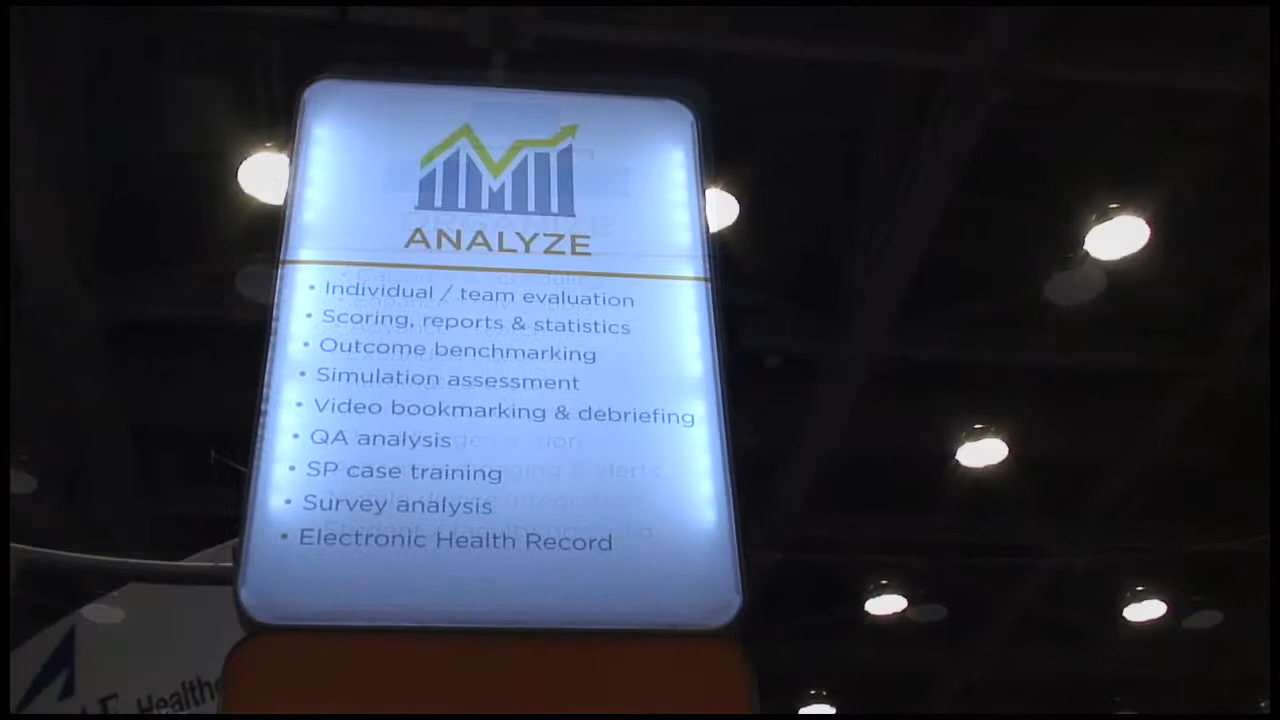 ANALYZE
• Individual / team evaluation
• Scoring, reports & statistics
• Outcome benchmarking
• Simulation assessment
• Video bookmarking & debriefing
• QA analysis
• SP case training
• Survey analysis
• Electronic Health Record